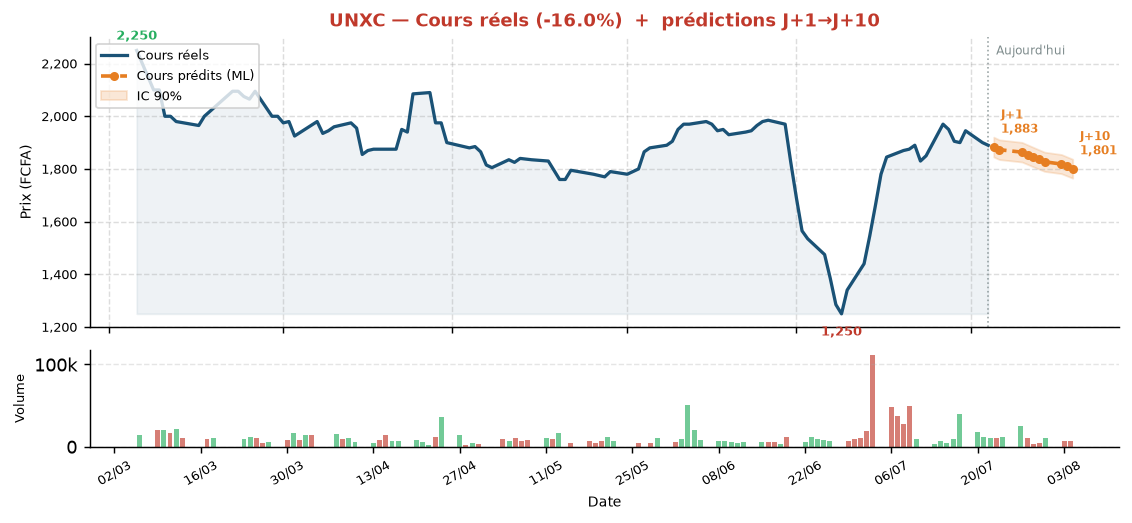 UNXC — Cours réels (-16.0%) + prédictions J+1→J+10
2,250
Cours réels
Cours prédits (ML)
IC 90%
Aujourd'hui
J+1
1,883
J+10
1,801
1,250
Prix (FCFA)
2,200
2,000
1,800
1,600
1,400
1,200
Volume
100k
0
02/03
16/03
30/03
13/04
27/04
11/05
25/05
08/06
22/06
06/07
20/07
03/08
Date